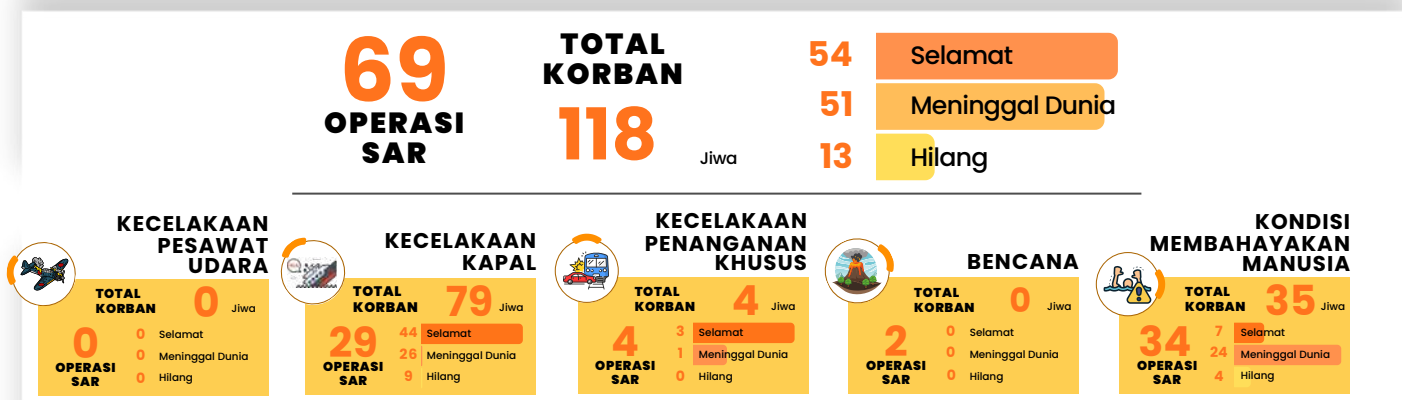 69
OPERASI
SAR
TOTAL
KORBAN
118
Jiwa
54 Selamat
51 Meninggal Dunia
13 Hilang
KECELAKAAN
PESAWAT
UDARA
TOTAL
KORBAN
0 Jiwa
0
OPERASI
SAR
0 Selamat
0 Meninggal Dunia
0 Hilang
KECELAKAAN
KAPAL
TOTAL
KORBAN
79 Jiwa
29
OPERASI
SAR
44 Selamat
26 Meninggal Dunia
9 Hilang
KECELAKAAN
PENANGANAN
KHUSUS
TOTAL
KORBAN
4 Jiwa
4
OPERASI
SAR
3 Selamat
1 Meninggal Dunia
0 Hilang
BENCANA
TOTAL
KORBAN
0 Jiwa
2
OPERASI
SAR
0 Selamat
0 Meninggal Dunia
0 Hilang
KONDISI
MEMBAHAYAKAN
MANUSIA
TOTAL
KORBAN
35 Jiwa
34
OPERASI
SAR
7 Selamat
24 Meninggal Dunia
4 Hilang